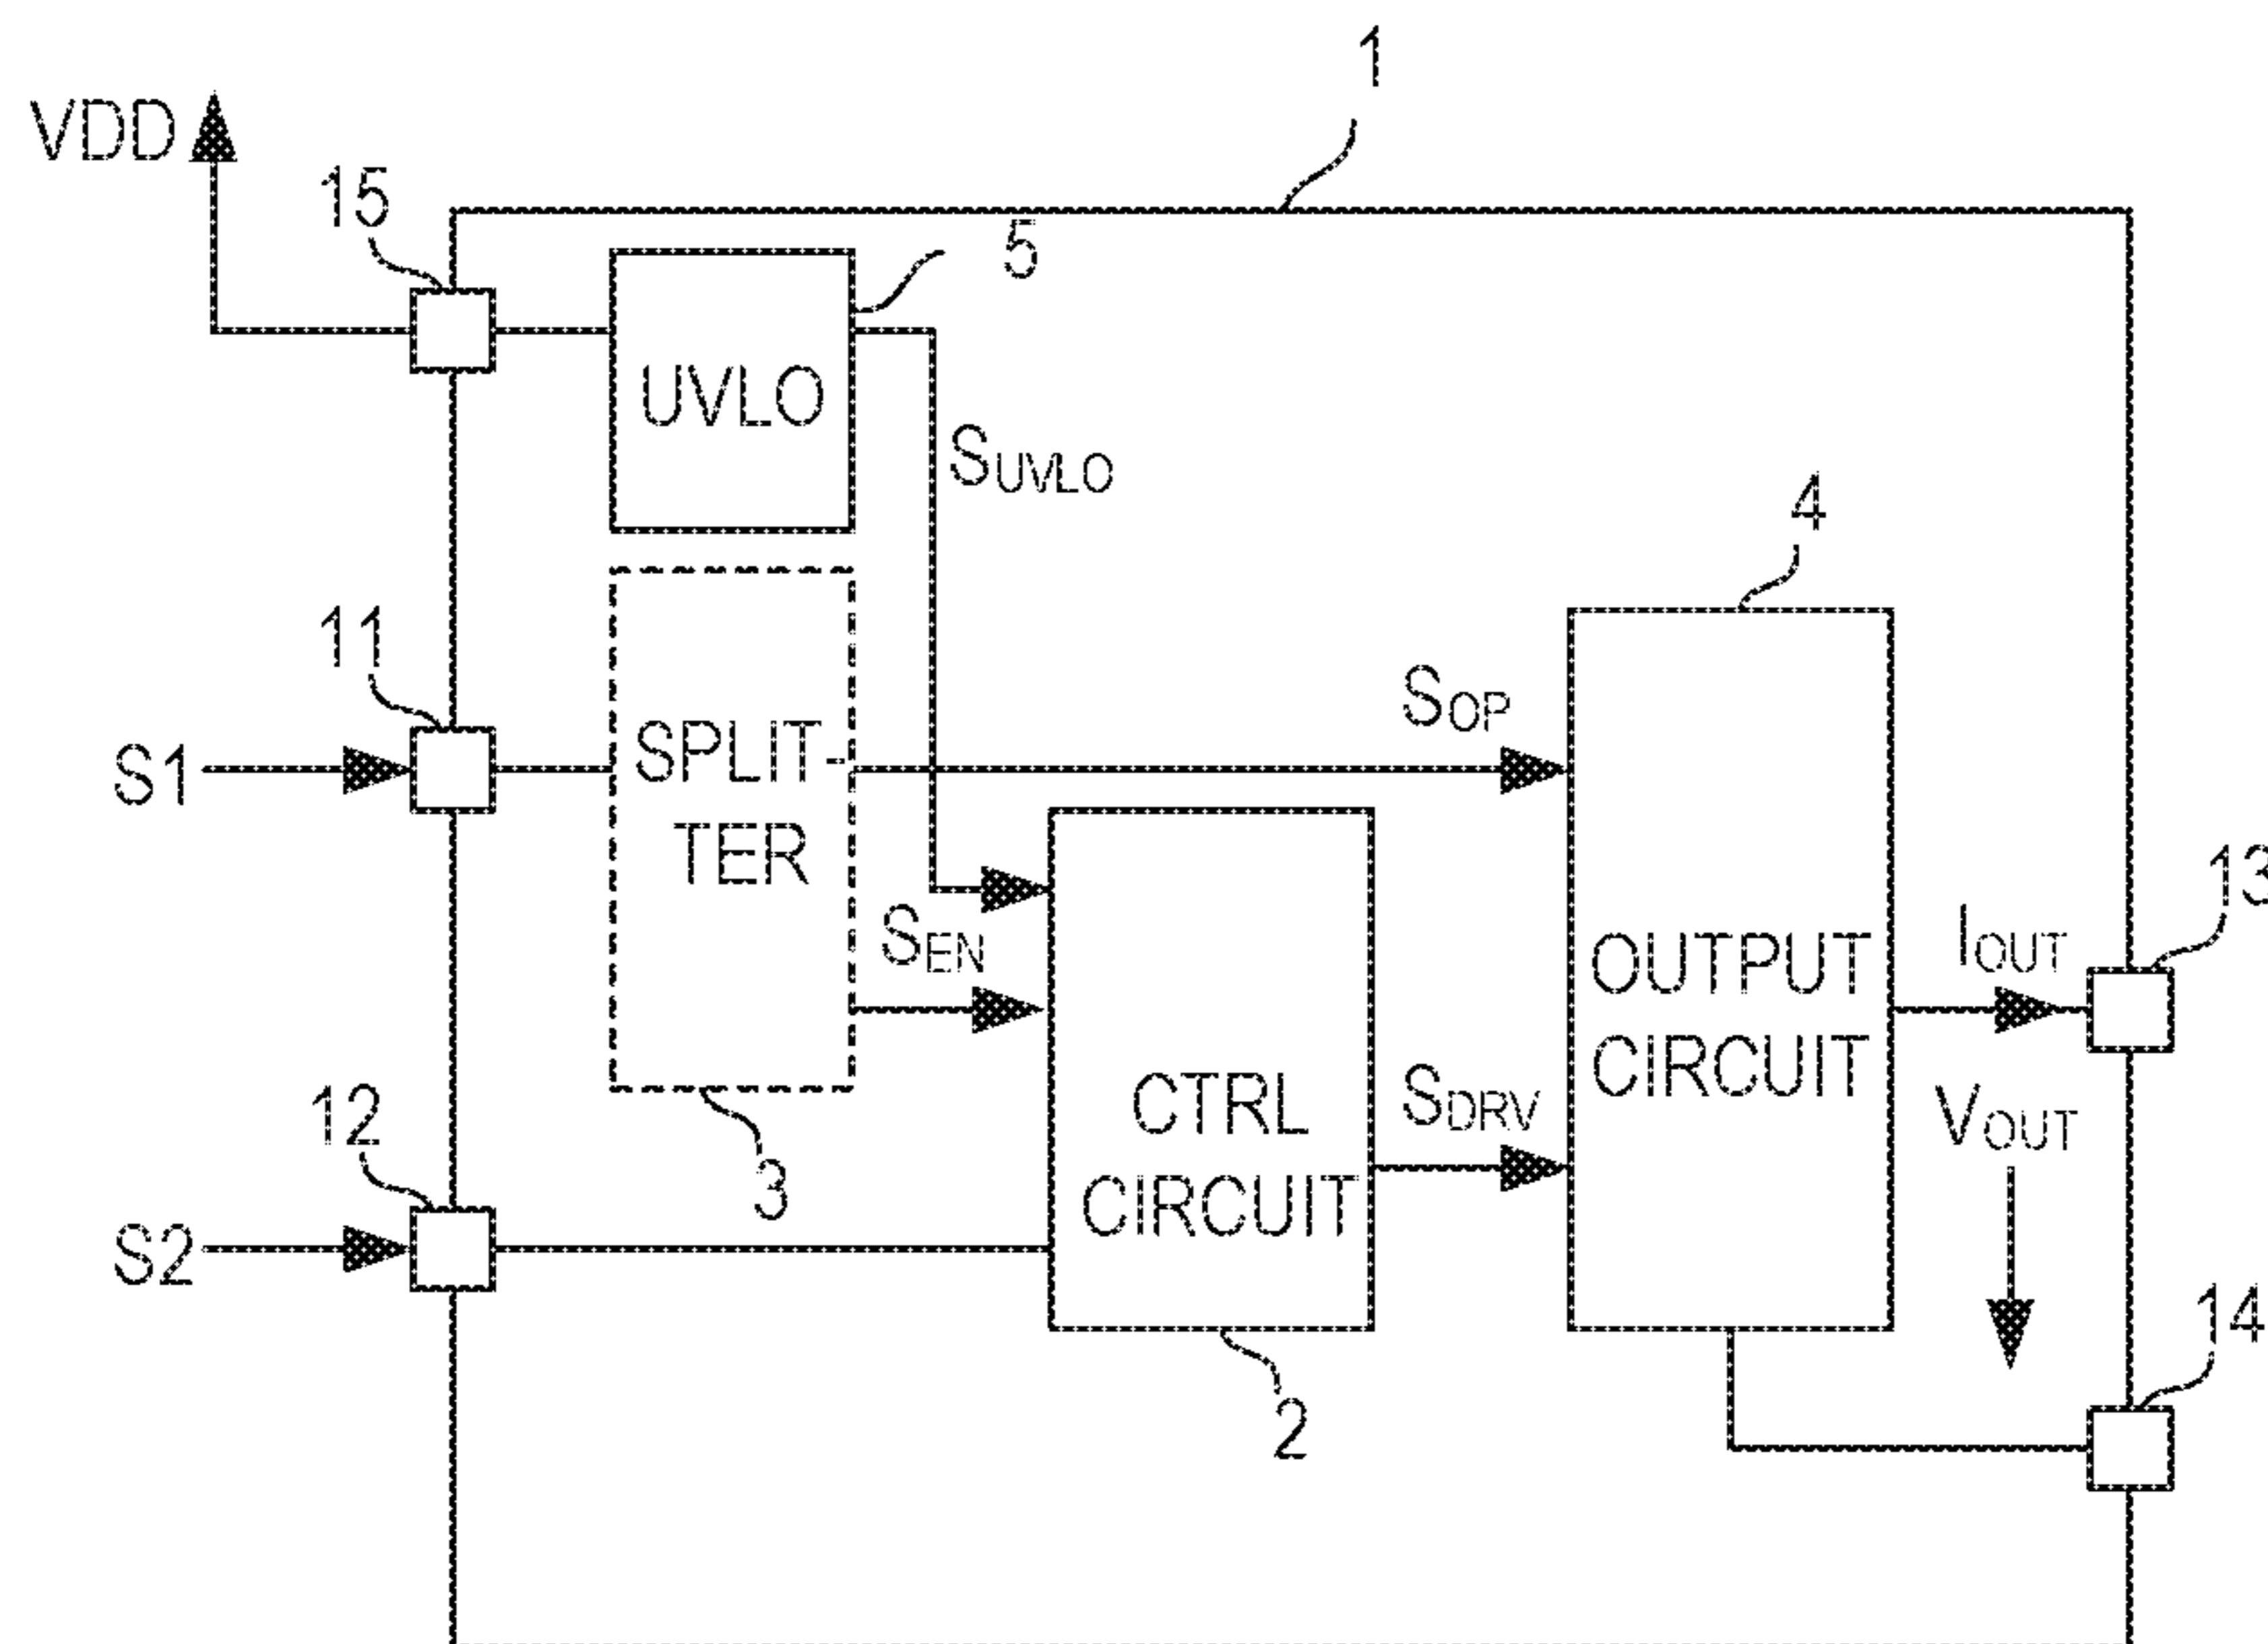 1
VDD
15
5
UVLO
SUVLO
4
11
SOP
S1
SPLIT-
TER
13
SEN
IOUT
OUTPUT
CIRCUIT
12
CTRL
CIRCUIT
SDRV
VOUT
3
S2
14
2